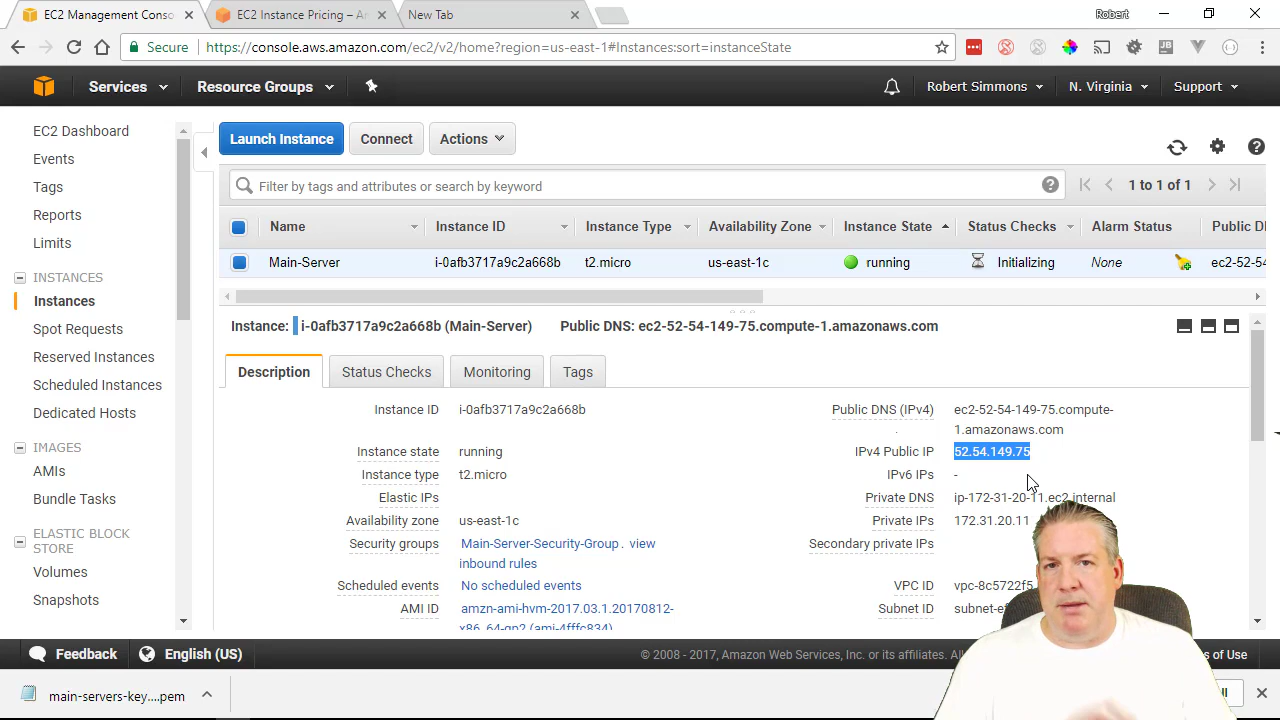 EC2 Management Conso
EC2 Instance Pricing – Am
New Tab
Robert
Secure
https://console.aws.amazon.com/ec2/v2/home?region=us-east-1#Instances:sort=instanceState
Services
Resource Groups
Robert Simmons
N. Virginia
Support
EC2 Dashboard
Events
Tags
Reports
Limits
INSTANCES
Instances
Spot Requests
Reserved Instances
Scheduled Instances
Dedicated Hosts
IMAGES
AMIs
Bundle Tasks
ELASTIC BLOCK
STORE
Volumes
Snapshots
Launch Instance
Connect
Actions
Filter by tags and attributes or search by keyword
1 to 1 of 1
Name
Instance ID
Instance Type
Availability Zone
Instance State
Status Checks
Alarm Status
Public D
Main-Server
i-0afb3717a9c2a668b
t2.micro
us-east-1c
running
Initializing
None
ec2-52-54
Instance: i-0afb3717a9c2a668b (Main-Server)
Public DNS: ec2-52-54-149-75.compute-1.amazonaws.com
Description
Status Checks
Monitoring
Tags
Instance ID i-0afb3717a9c2a668b
Public DNS (IPv4) ec2-52-54-149-75.compute-
1.amazonaws.com
Instance state running
IPv4 Public IP 52.54.149.75
Instance type t2.micro
IPv6 IPs -
Elastic IPs
Private DNS ip-172-31-20-11.ec2.internal
Availability zone us-east-1c
Private IPs 172.31.20.11
Security groups Main-Server-Security-Group . view
inbound rules
Secondary private IPs
Scheduled events No scheduled events
VPC ID vpc-8c5722f5
AMI ID amzn-ami-hvm-2017.03.1.20170812-
x86_64-gp2 (ami-4fffc834)
Subnet ID subnet-e
Feedback
English (US)
© 2008 - 2017, Amazon Web Services, Inc. or its affiliates. All
s of Use
main-servers-key....pem
JB